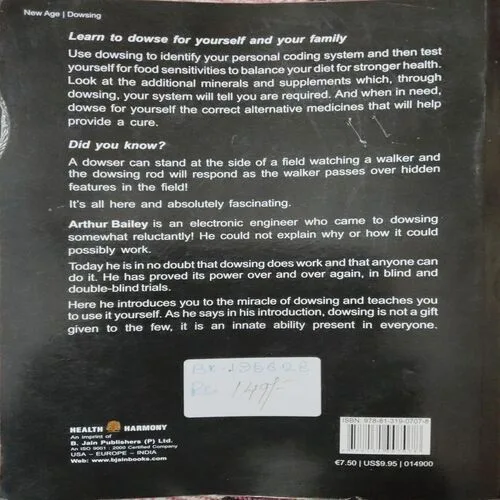 New Age | Dowsing
Learn to dowse for yourself and your family
Use dowsing to identify your personal coding system and then test
yourself for food sensitivities to balance your diet for stronger health.
Look at the additional minerals and supplements which, through
dowsing, your system will tell you are required. And when in need,
dowse for yourself the correct alternative medicines that will help
provide a cure.
Did you know?
A dowser can stand at the side of a field watching a walker and
the dowsing rod will respond as the walker passes over hidden
features in the field!
It's all here and absolutely fascinating.
Arthur Bailey is an electronic engineer who came to dowsing
somewhat reluctantly! He could not explain why or how it could
possibly work.
Today he is in no doubt that dowsing does work and that anyone can
do it. He has proved its power over and over again, in blind and
double-blind trials.
Here he introduces you to the miracle of dowsing and teaches you
to use it yourself. As he says in his introduction, dowsing is not a gift
given to the few, it is an innate ability present in everyone.
149/-
HEALTH HARMONY
An imprint of
B. Jain Publishers (P) Ltd.
An ISO 9001 : 2000 Certified Company
USA – EUROPE – INDIA
Web: www.bjainbooks.com
ISBN: 978-81-319-0707-8
€7.50 | US$9.95 | 014900